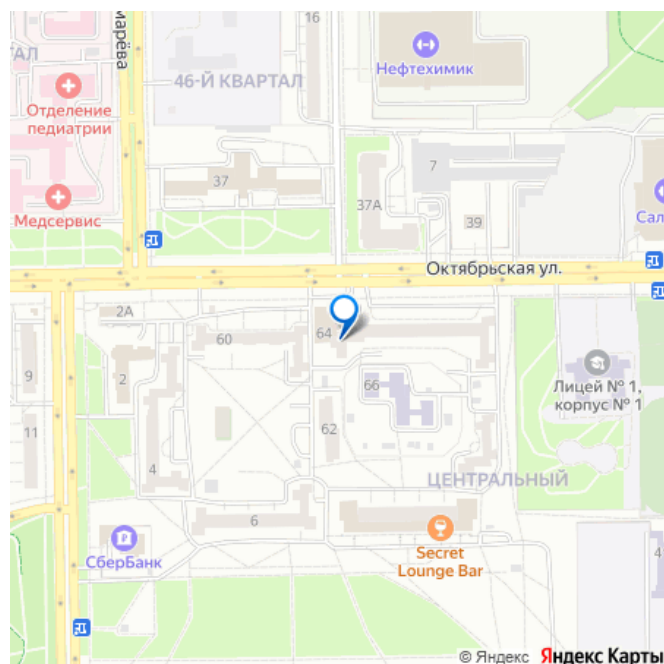 16
Нефтехимик
46-Й КВАРТАЛ
Отделение
педиатрии
7
37
37А
39
Медсервис
Октябрьская ул.
2А
60
64
9
2
66
Лицей № 1,
корпус № 1
11
62
4
ЦЕНТРАЛЬНЫЙ
6
СберБанк
Secret
Lounge Bar
© Яндекс Яндекс Карты